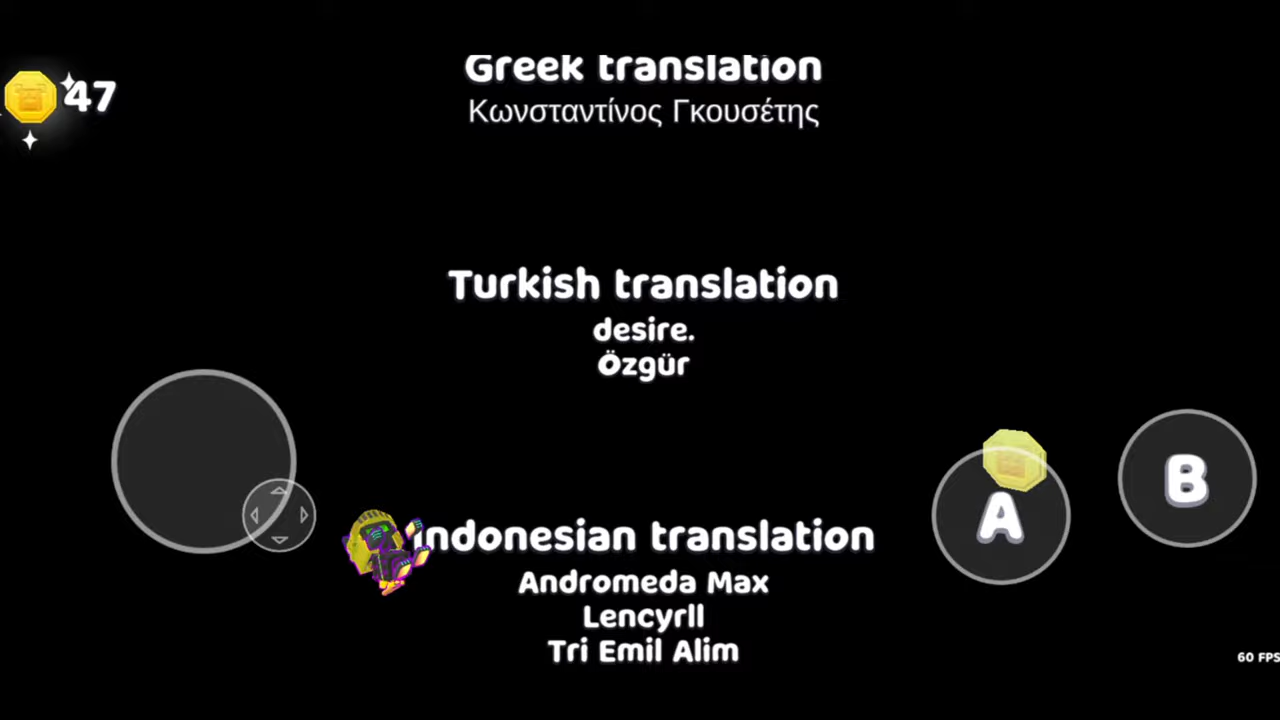 Greek translation
47
Κωνσταντίνος Γκουσέτης
Turkish translation
desire.
Özgür
B
A
Indonesian translation
Andromeda Max
Lencyrll
Tri Emil Alim
60 FPS